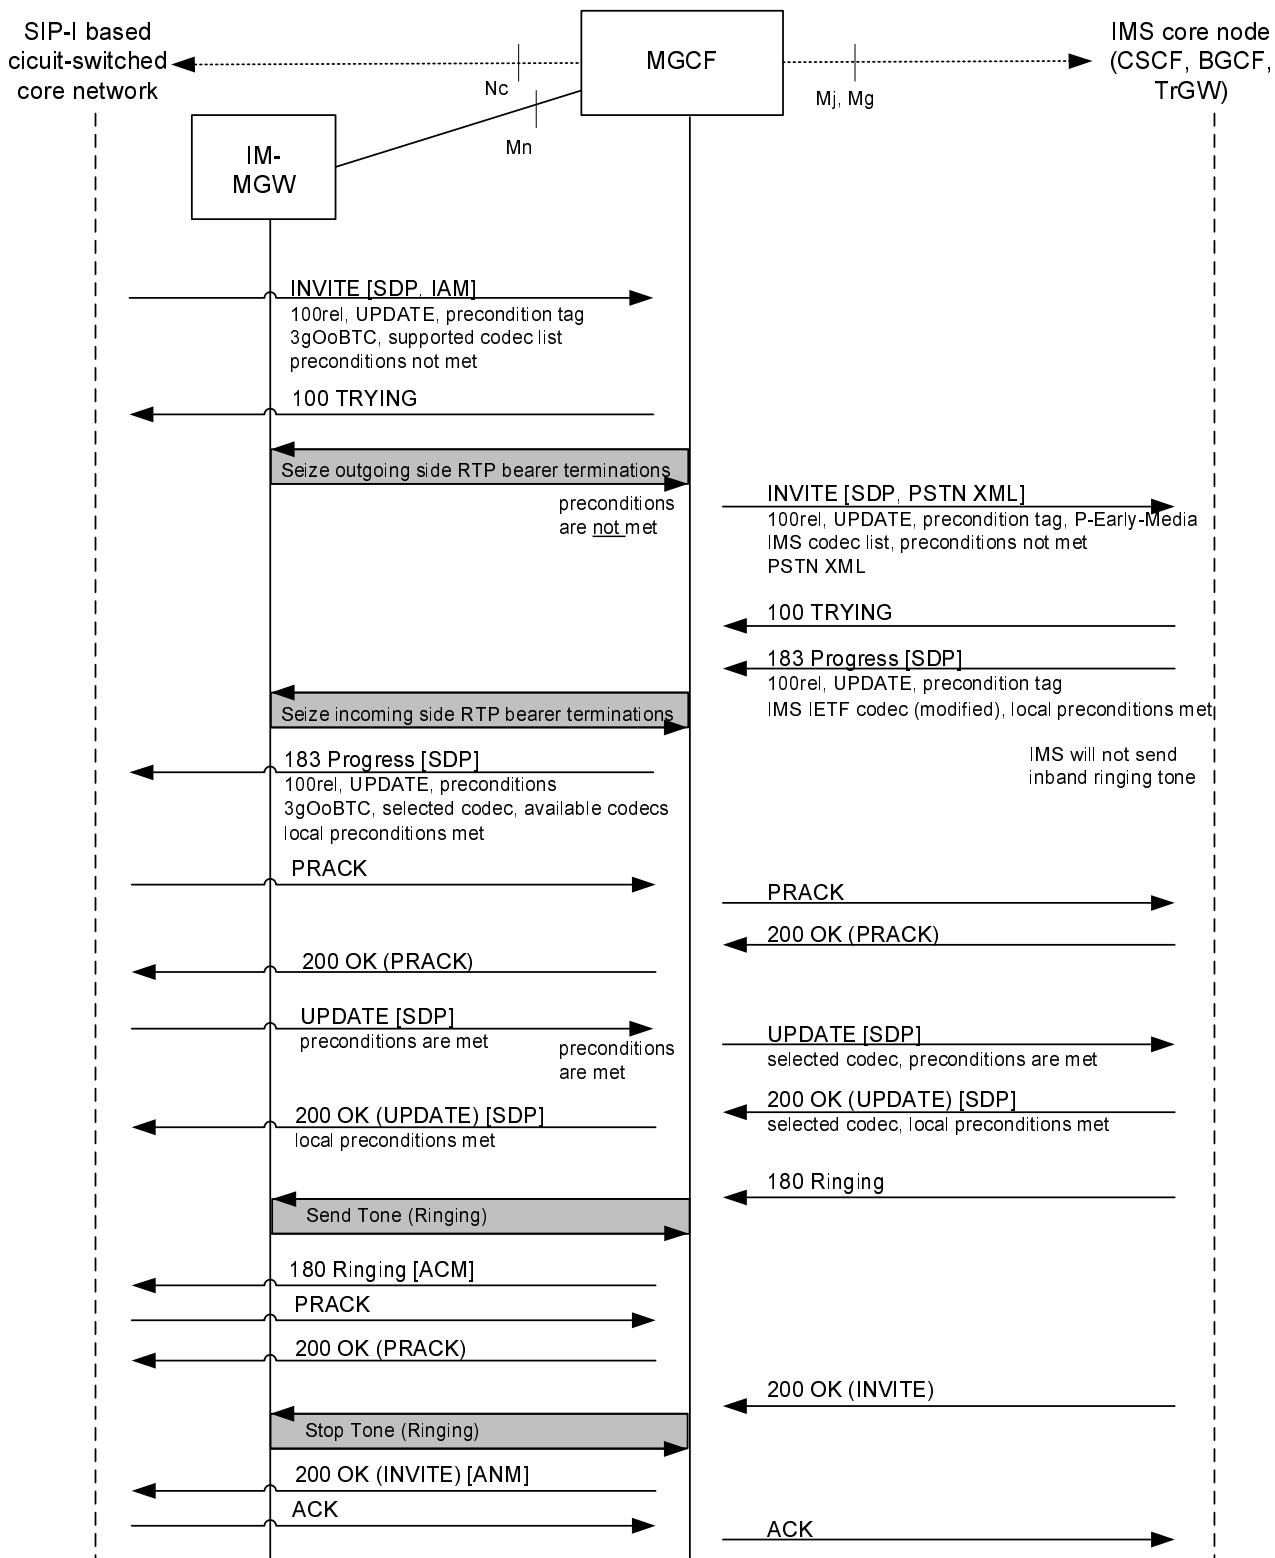 SIP-I based
cicuit-switched
core network
MGCF
IMS core node
(CSCF, BGCF,
TrGW)
Nc
Mj, Mg
Mn
IM-
MGW
INVITE [SDP, IAM]
100rel, UPDATE, precondition tag
3gOoBTC, supported codec list
preconditions not met
100 TRYING
Seize outgoing side RTP bearer terminations
preconditions
are not met
INVITE [SDP, PSTN XML]
100rel, UPDATE, precondition tag, P-Early-Media
IMS codec list, preconditions not met
PSTN XML
100 TRYING
183 Progress [SDP]
100rel, UPDATE, precondition tag
IMS IETF codec (modified), local preconditions met
Seize incoming side RTP bearer terminations
IMS will not send
inband ringing tone
183 Progress [SDP]
100rel, UPDATE, preconditions
3gOoBTC, selected codec, available codecs
local preconditions met
PRACK
PRACK
200 OK (PRACK)
200 OK (PRACK)
UPDATE [SDP]
preconditions are met
preconditions
are met
UPDATE [SDP]
selected codec, preconditions are met
200 OK (UPDATE) [SDP]
selected codec, local preconditions met
200 OK (UPDATE) [SDP]
local preconditions met
180 Ringing
Send Tone (Ringing)
180 Ringing [ACM]
PRACK
200 OK (PRACK)
200 OK (INVITE)
Stop Tone (Ringing)
200 OK (INVITE) [ANM]
ACK
ACK